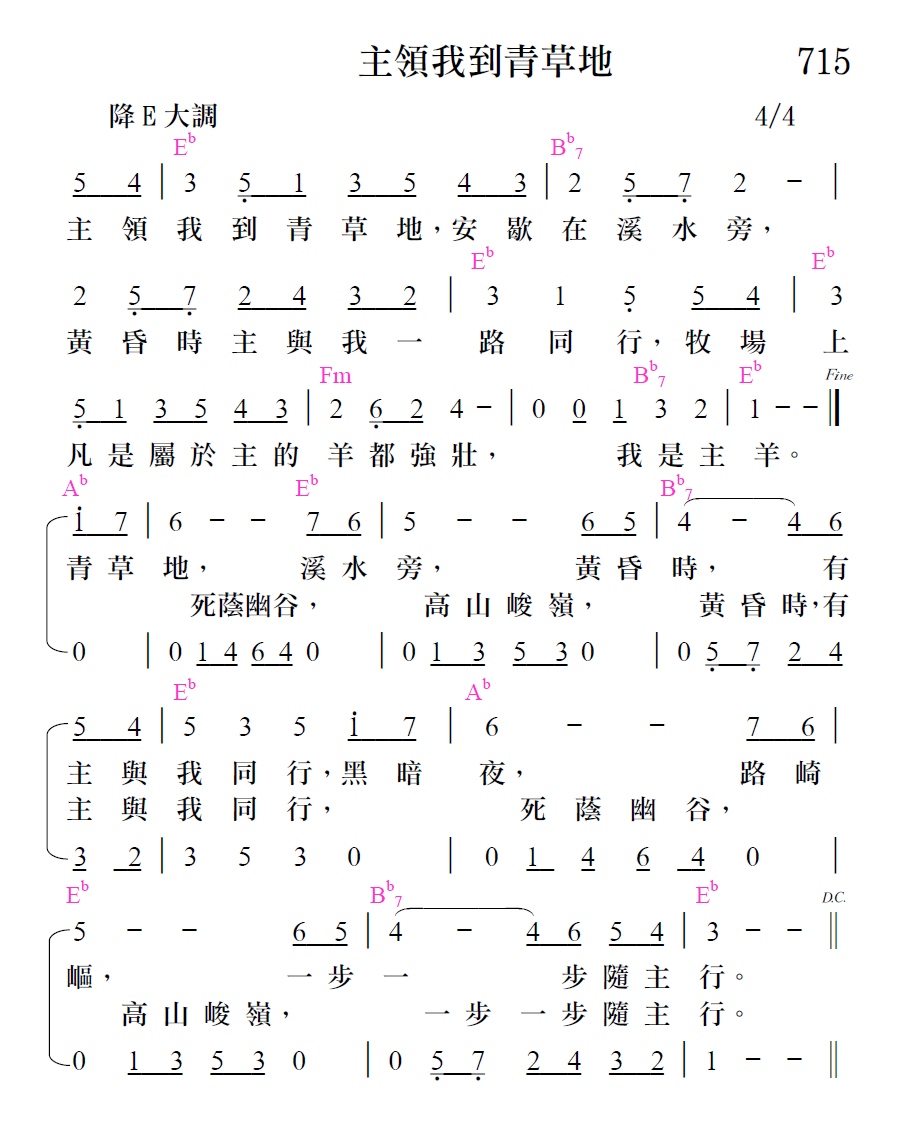 主領我到青草地 715
降E大調 4/4
E♭ B♭7
5 4 | 3 5̣ 1 3 5 4 3 | 2 5̣ 7̣ 2 － |
主領我到青草地，安歇在溪水旁，
E♭ E♭
2 5̣ 7̣ 2 4 3 2 | 3 1 5̣ 5 4 | 3
黃昏時主與我一路同行，牧場上
Fm B♭7 E♭ Fine
5̣ 1 3 5 4 3 | 2 6̣ 2 4 － | 0 0 1 3 2 | 1 － － ‖
凡是屬於主的羊都強壯，我是主羊。
A♭ E♭ B♭7
1̇ 7 | 6 － － 7 6 | 5 － － 6 5 | 4 － 4 6
青草地，溪水旁，黃昏時，有
死蔭幽谷，高山峻嶺，黃昏時，有
0 | 0 1 4 6 4 0 | 0 1 3 5 3 0 | 0 5̣ 7̣ 2 4
E♭ A♭
5 4 | 5 3 5 1̇ 7 | 6 － － 7 6 |
主與我同行，黑暗夜，路崎
主與我同行，死蔭幽谷，
3 2 | 3 5 3 0 | 0 1 4 6 4 0 |
E♭ B♭7 E♭ D.C.
5 － － 6 5 | 4 － 4 6 5 4 | 3 － － ‖
嶇，一步一步隨主行。
高山峻嶺，一步一步隨主行。
0 1 3 5 3 0 | 0 5̣ 7̣ 2 4 3 2 | 1 － － ‖